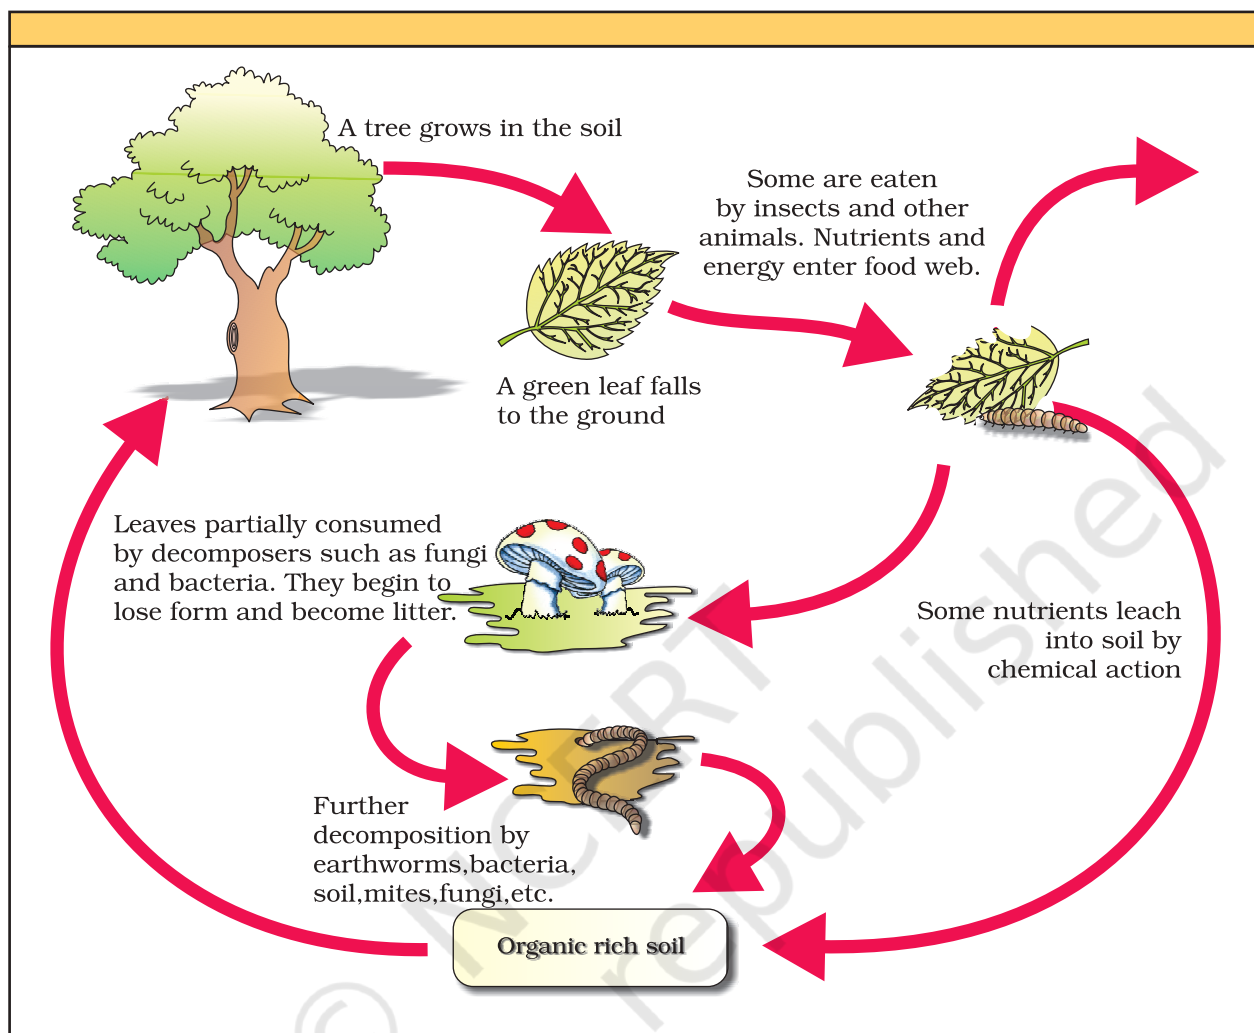 A tree grows in the soil
Some are eaten
by insects and other
animals. Nutrients and
energy enter food web.
A green leaf falls
to the ground
Leaves partially consumed
by decomposers such as fungi
and bacteria. They begin to
lose form and become litter.
Some nutrients leach
into soil by
chemical action
Further
decomposition by
earthworms,bacteria,
soil,mites,fungi,etc.
Organic rich soil
© NCERT
republished